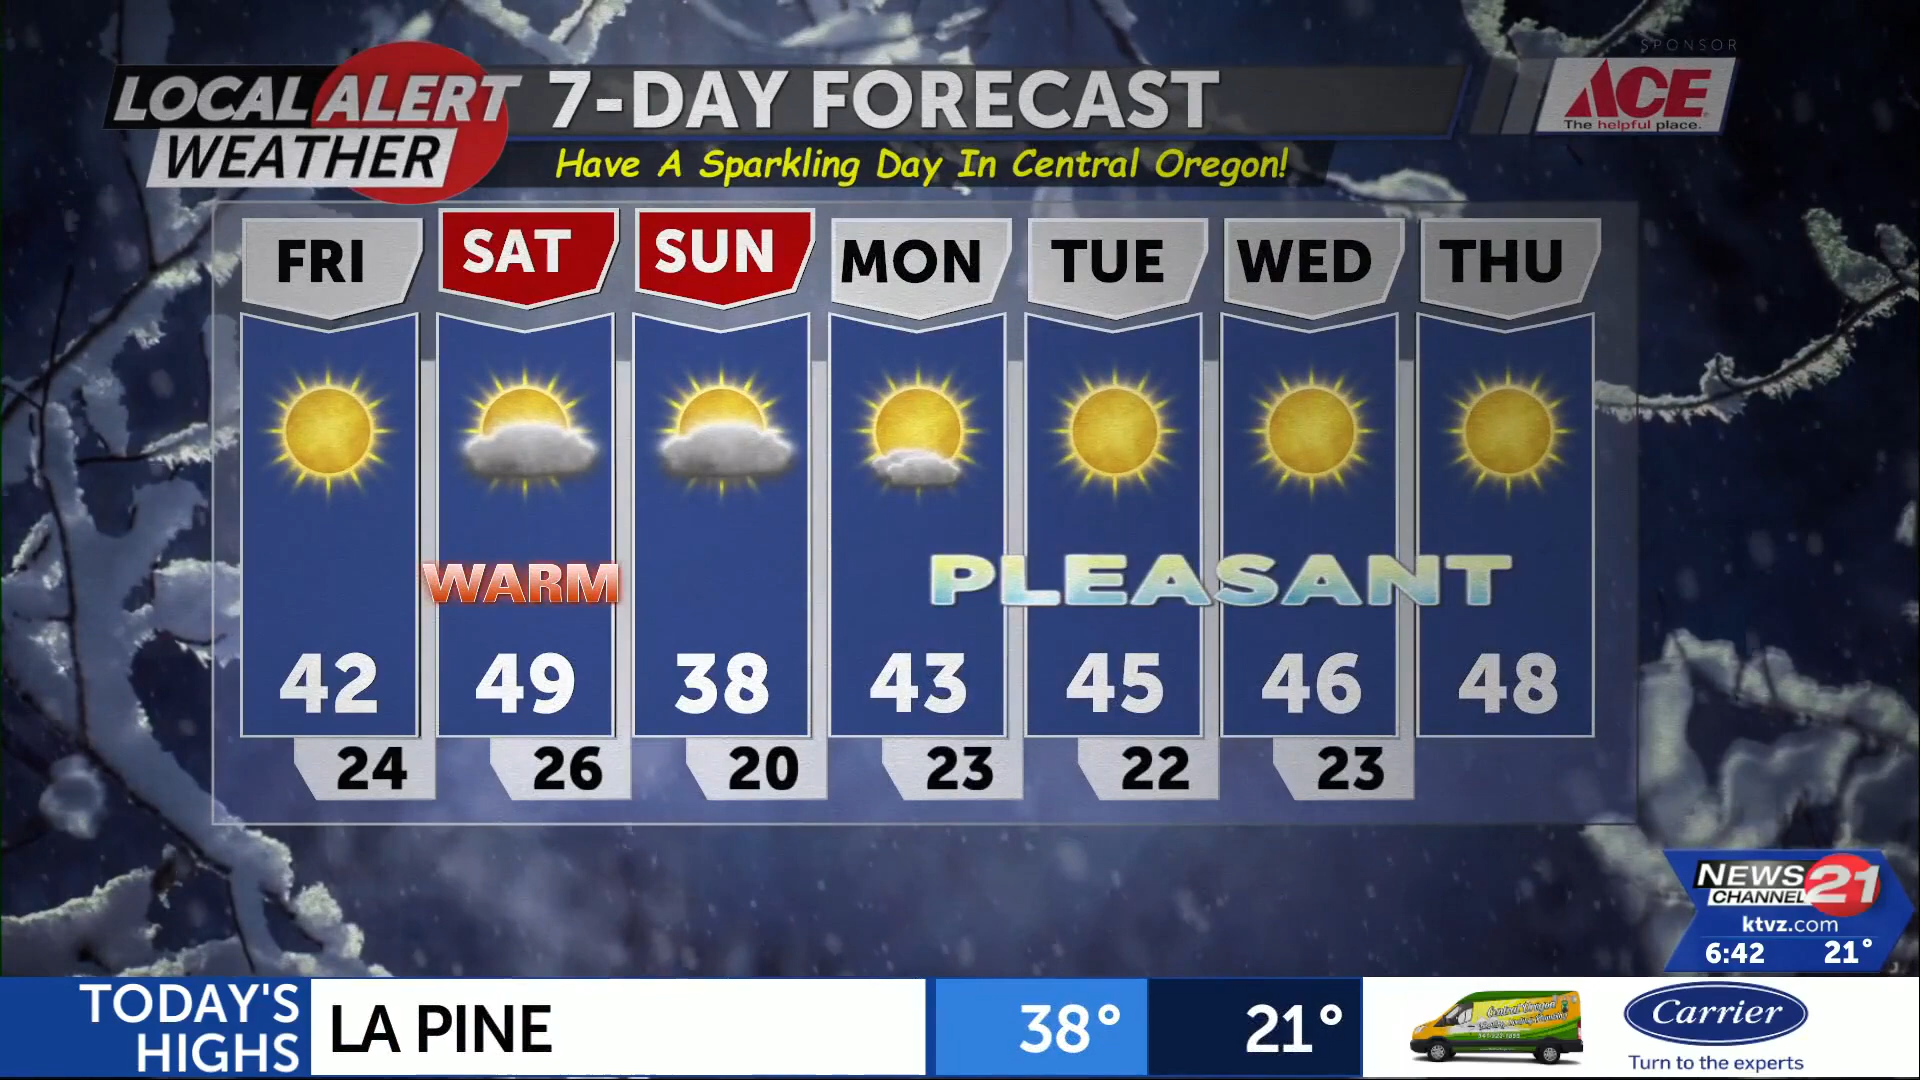 SPONSOR
LOCAL ALERT
WEATHER
7-DAY FORECAST
ACE
The helpful place.
Have A Sparkling Day In Central Oregon!
FRI SAT SUN MON TUE WED THU
WARM
PLEASANT
42 49 38 43 45 46 48
24 26 20 23 22 23
NEWS
CHANNEL 21
ktvz.com
6:42 21°
TODAY'S
HIGHS
LA PINE
38° 21°
Central Oregon
Carrier
Turn to the experts